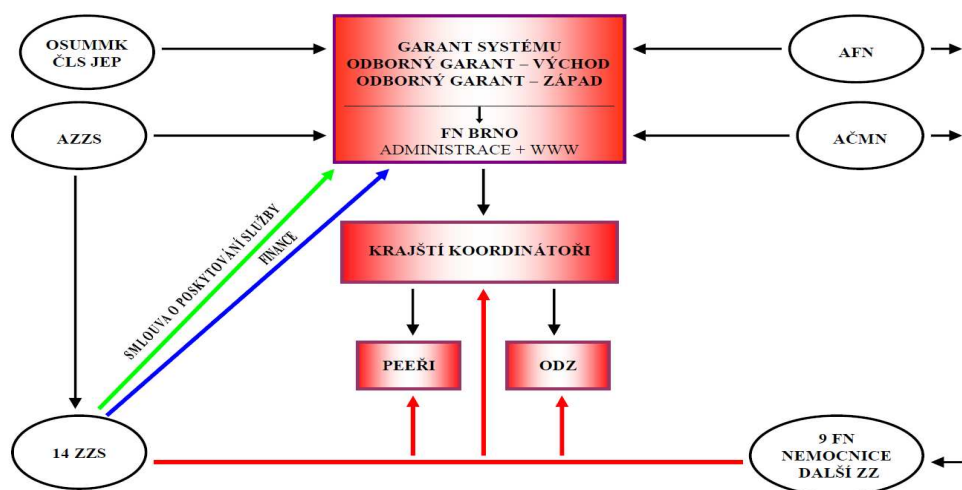 OSUMMK
ČLS JEP
GARANT SYSTÉMU
ODBORNÝ GARANT – VÝCHOD
ODBORNÝ GARANT – ZÁPAD
AFN
AZZS
FN BRNO
ADMINISTRACE + WWW
AČMN
SMLOUVA O POSKYTOVÁNÍ SLUŽBY
FINANCE
KRAJŠTÍ KOORDINÁTOŘI
PEEŘI
ODZ
14 ZZS
9 FN
NEMOCNICE
DALŠÍ ZZ